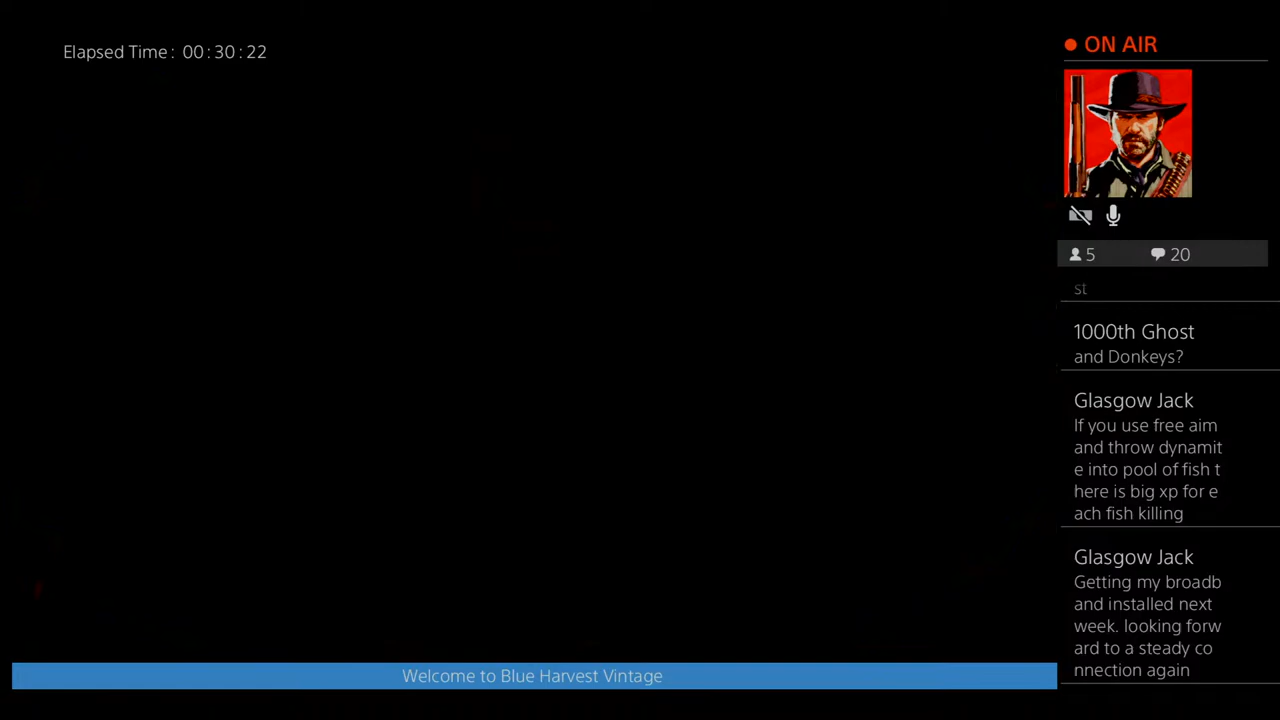 Elapsed Time: 00:30:22
ON AIR
5 20
st
1000th Ghost
and Donkeys?
Glasgow Jack
If you use free aim
and throw dynamit
e into pool of fish t
here is big xp for e
ach fish killing
Glasgow Jack
Getting my broadb
and installed next
week. looking forw
ard to a steady co
nnection again
Welcome to Blue Harvest Vintage